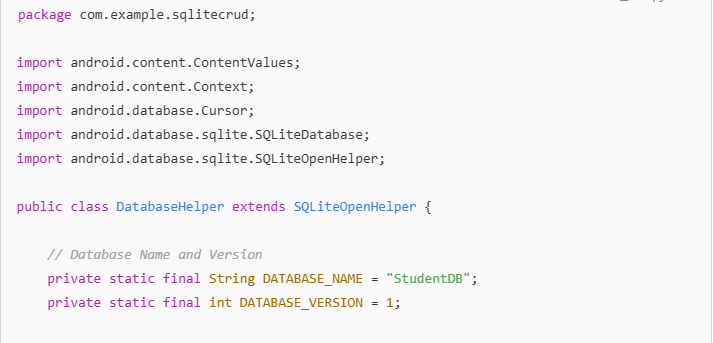 package com.example.sqlitecrud;
import android.content.ContentValues;
import android.content.Context;
import android.database.Cursor;
import android.database.sqlite.SQLiteDatabase;
import android.database.sqlite.SQLiteOpenHelper;
public class DatabaseHelper extends SQLiteOpenHelper {
// Database Name and Version
private static final String DATABASE_NAME = "StudentDB";
private static final int DATABASE_VERSION = 1;